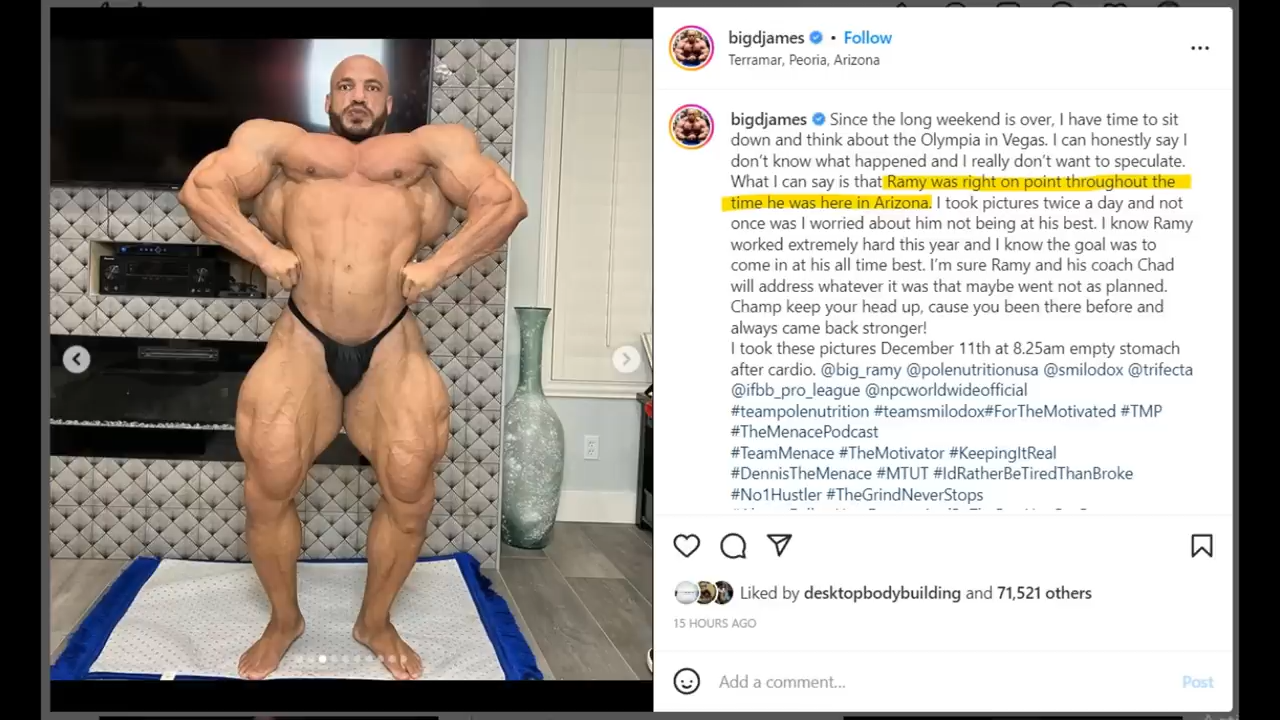 bigdjames • Follow
Terramar, Peoria, Arizona
bigdjames Since the long weekend is over, I have time to sit
down and think about the Olympia in Vegas. I can honestly say I
don’t know what happened and I really don’t want to speculate.
What I can say is that Ramy was right on point throughout the
time he was here in Arizona. I took pictures twice a day and not
once was I worried about him not being at his best. I know Ramy
worked extremely hard this year and I know the goal was to
come in at his all time best. I’m sure Ramy and his coach Chad
will address whatever it was that maybe went not as planned.
Champ keep your head up, cause you been there before and
always came back stronger!
I took these pictures December 11th at 8.25am empty stomach
after cardio. @big_ramy @polenutritionusa @smilodox @trifecta
@ifbb_pro_league @npcworldwideofficial
#teampolenutrition #teamsmilodox#ForTheMotivated #TMP
#TheMenacePodcast
#TeamMenace #TheMotivator #KeepingItReal
#DennisTheMenace #MTUT #IdRatherBeTiredThanBroke
#No1Hustler #TheGrindNeverStops
Liked by desktopbodybuilding and 71,521 others
15 HOURS AGO
Add a comment...
Post